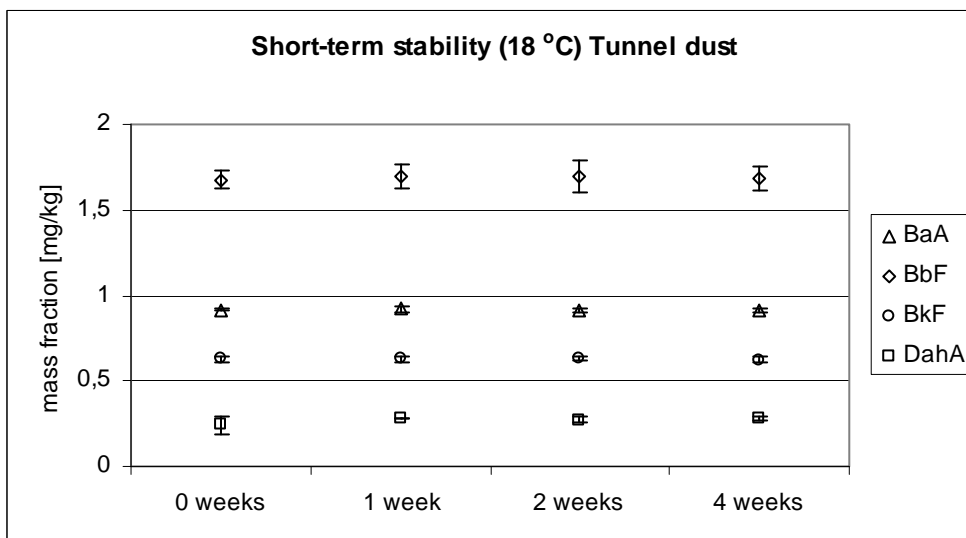 Short-term stability (18 °C) Tunnel dust
mass fraction [mg/kg]
2
1,5
1
0,5
0
0 weeks 1 week 2 weeks 4 weeks
BaA
BbF
BkF
DahA